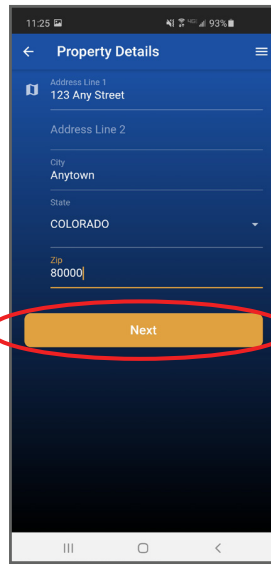 11:25 93%
Property Details
Address Line 1
123 Any Street
Address Line 2
City
Anytown
State
COLORADO
Zip
80000
Next